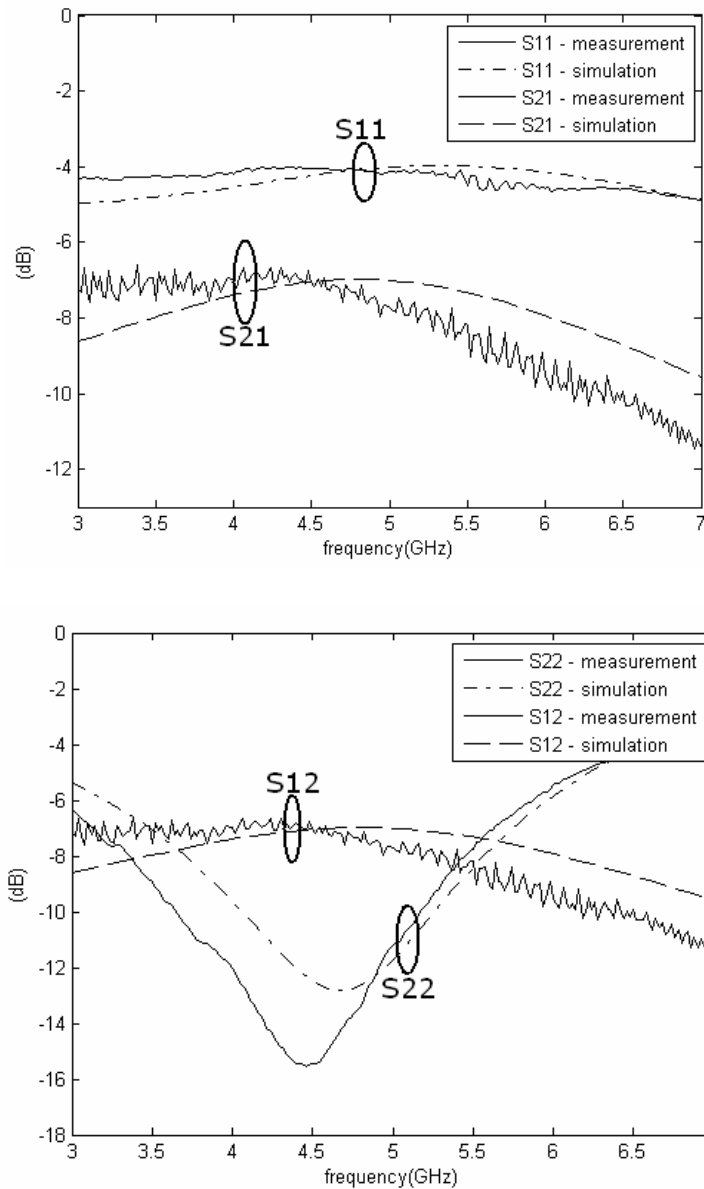 0
-2
-4
-6
-8
-10
-12
(dB)
S11 - measurement
S11 - simulation
S21 - measurement
S21 - simulation
S11
S21
3
3.5
4
4.5
5
5.5
6
6.5
7
frequency(GHz)
0
-2
-4
-6
-8
-10
-12
-14
-16
-18
(dB)
S22 - measurement
S22 - simulation
S12 - measurement
S12 - simulation
S12
S22
3
3.5
4
4.5
5
5.5
6
6.5
frequency(GHz)